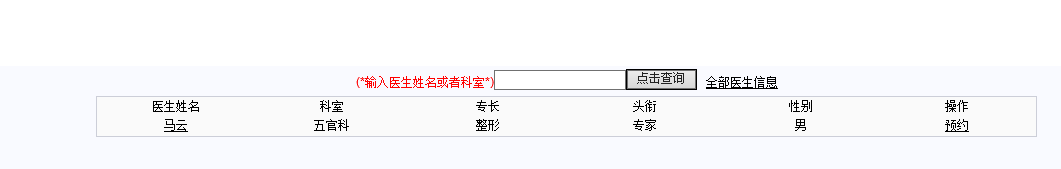 (*输入医生姓名或者科室*) 点击查询 全部医生信息
医生姓名 科室 专长 头衔 性别 操作
马云 五官科 整形 专家 男 预约